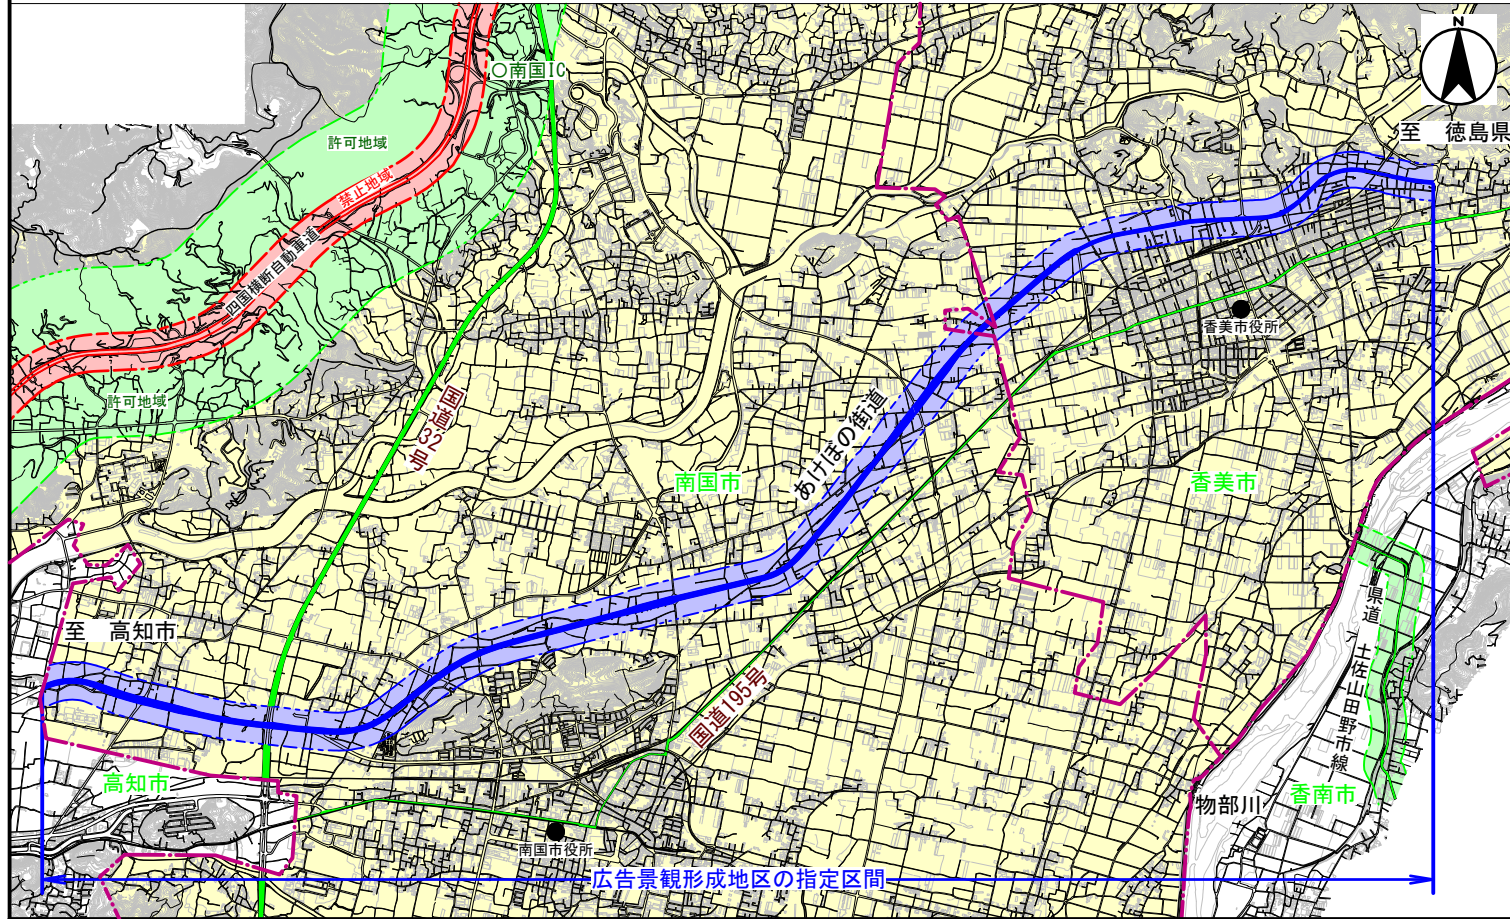 N
○南国IC
至 徳島県
許可地域
禁止地域
四国横断自動車道
香美市役所
許可地域
国道32号
あけぼの街道
南国市
香美市
至 高知市
県道
土佐山田野市線
国道195号
高知市
物部川
香南市
南国市役所
広告景観形成地区の指定区間